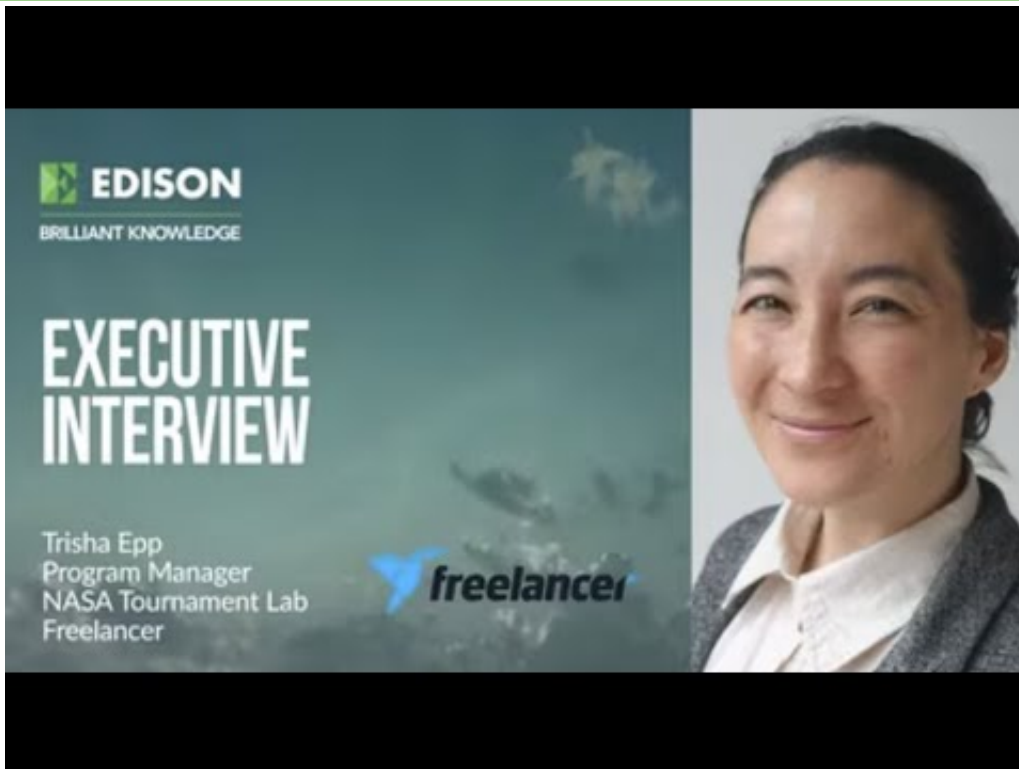 EDISON
BRILLIANT KNOWLEDGE
EXECUTIVE
INTERVIEW
Trisha Epp
Program Manager
NASA Tournament Lab
Freelancer
freelancer